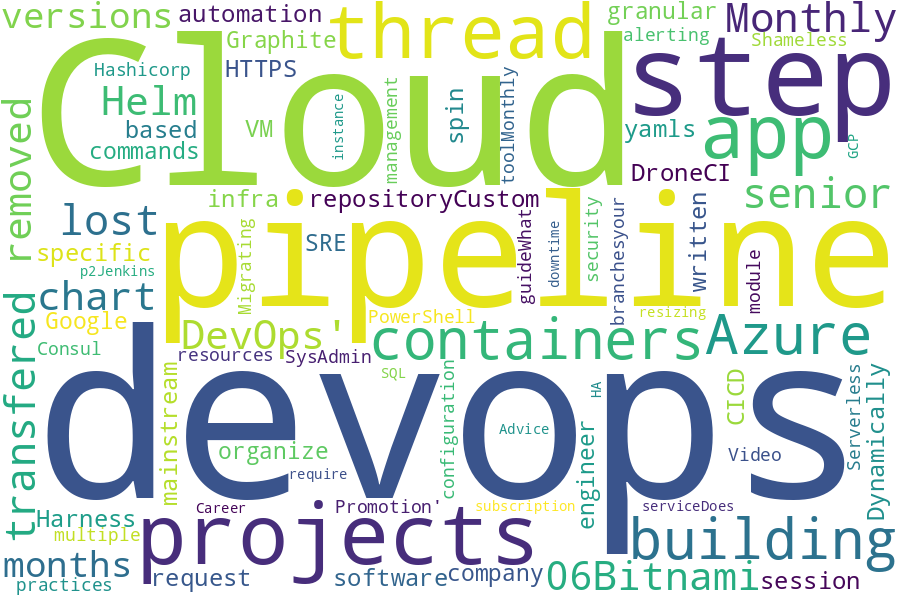 versions
automation
thread
granular
Monthly
Cloud
Graphite
alerting
Shameless
step
Hashicorp
HTTPS
Helm
management
instance
spin
toolMonthly
app
based
VM
yamls
GCP
commands
removed
DroneCI
senior
infra
repositoryCustom
lost
pipeline
Migrating
SRE
guideWhat
downtime
security
branchesyour
written
module
specific
p2Jenkins
chart
Google
PowerShell
resizing
transferred
DevOps'
containers
Azure
Consul
resources
SysAdmin
SQL
devops
mainstream
configuration
HA
CICD
Serverless
Dynamically
Advice
engineer
organize
Video
require
Career
Promotion'
subscription
serviceDoes
Harness
multiple
projects
building
months
practices
request
software
company
06Bitnami
session